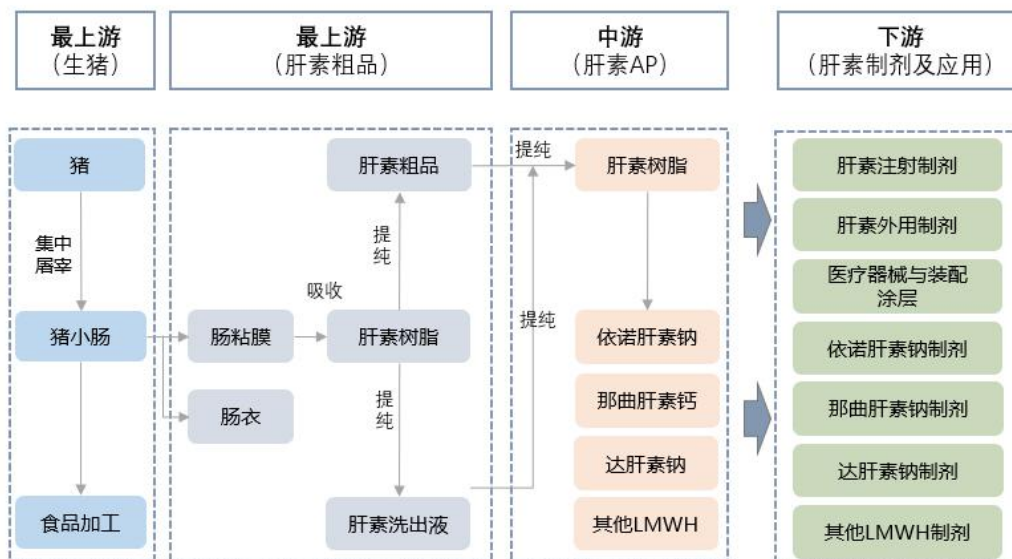 最上游
（生猪）
最上游
（肝素粗品）
中游
（肝素AP）
下游
（肝素制剂及应用）
猪
集中
屠宰
猪小肠
食品加工
肠粘膜
肠衣
吸收
肝素粗品
提
纯
肝素树脂
提
纯
肝素洗出液
提纯
提纯
肝素树脂
依诺肝素钠
那曲肝素钙
达肝素钠
其他LMWH
肝素注射制剂
肝素外用制剂
医疗器械与装配
涂层
依诺肝素钠制剂
那曲肝素钠制剂
达肝素钠制剂
其他LMWH制剂